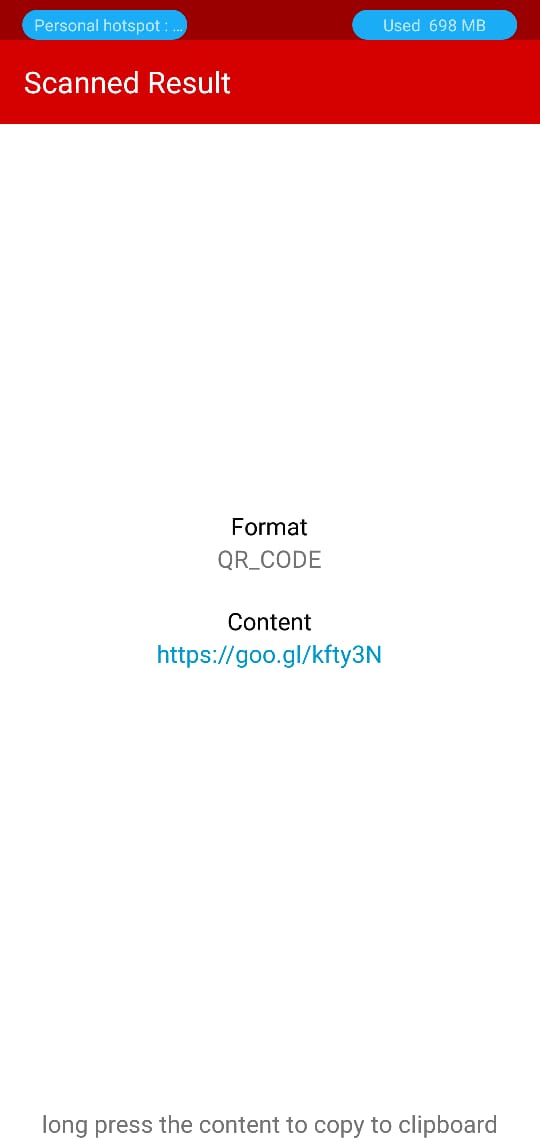 Personal hotspot : ...
Used 698 MB
Scanned Result
Format
QR_CODE
Content
https://goo.gl/kfty3N
long press the content to copy to clipboard